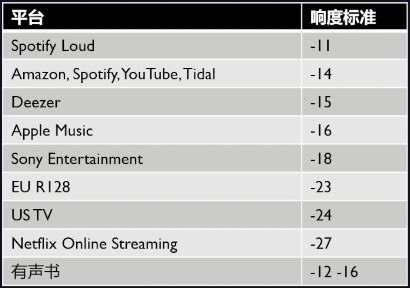 平台 响度标准
Spotify Loud -11
Amazon, Spotify, YouTube, Tidal -14
Deezer -15
Apple Music -16
Sony Entertainment -18
EU R128 -23
US TV -24
Netflix Online Streaming -27
有声书 -12 -16